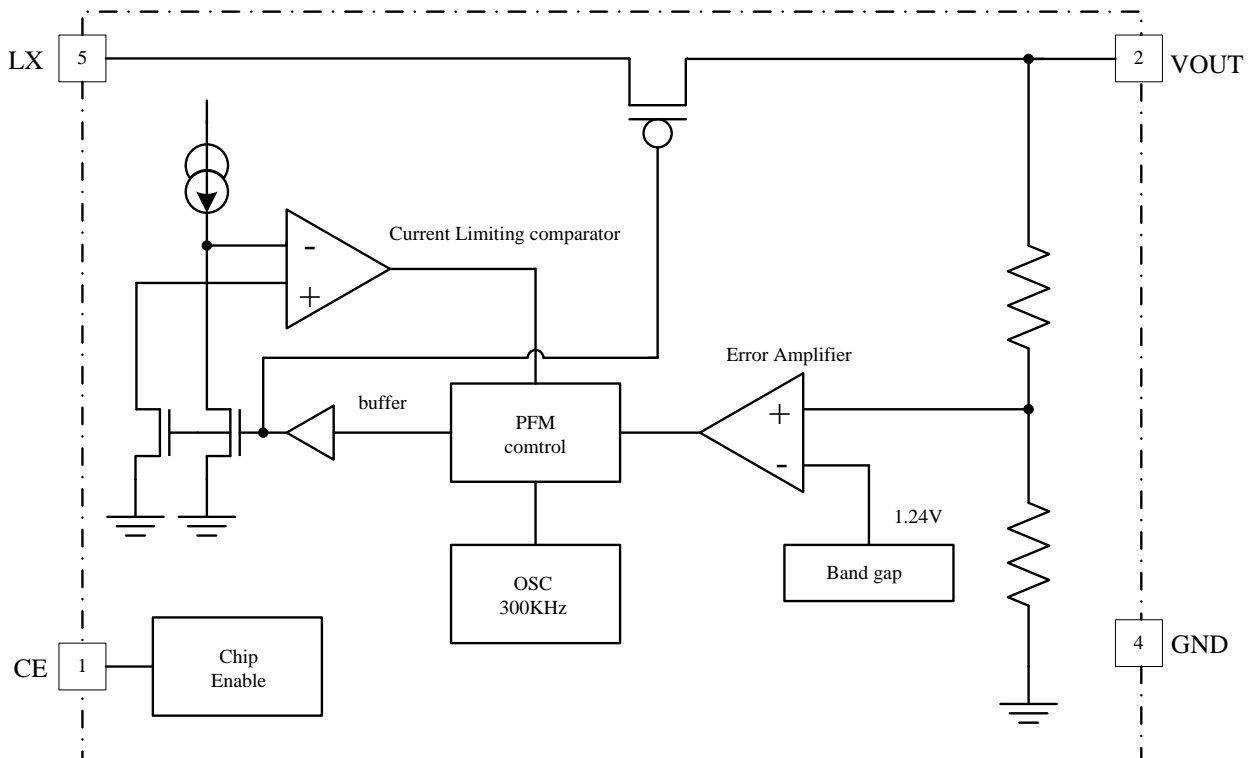 LX
5
2
VOUT
Current Limiting comparator
-
+
Error Amplifier
buffer
PFM
comtrol
+
-
1.24V
OSC
300KHz
Band gap
CE
1
Chip
Enable
4
GND